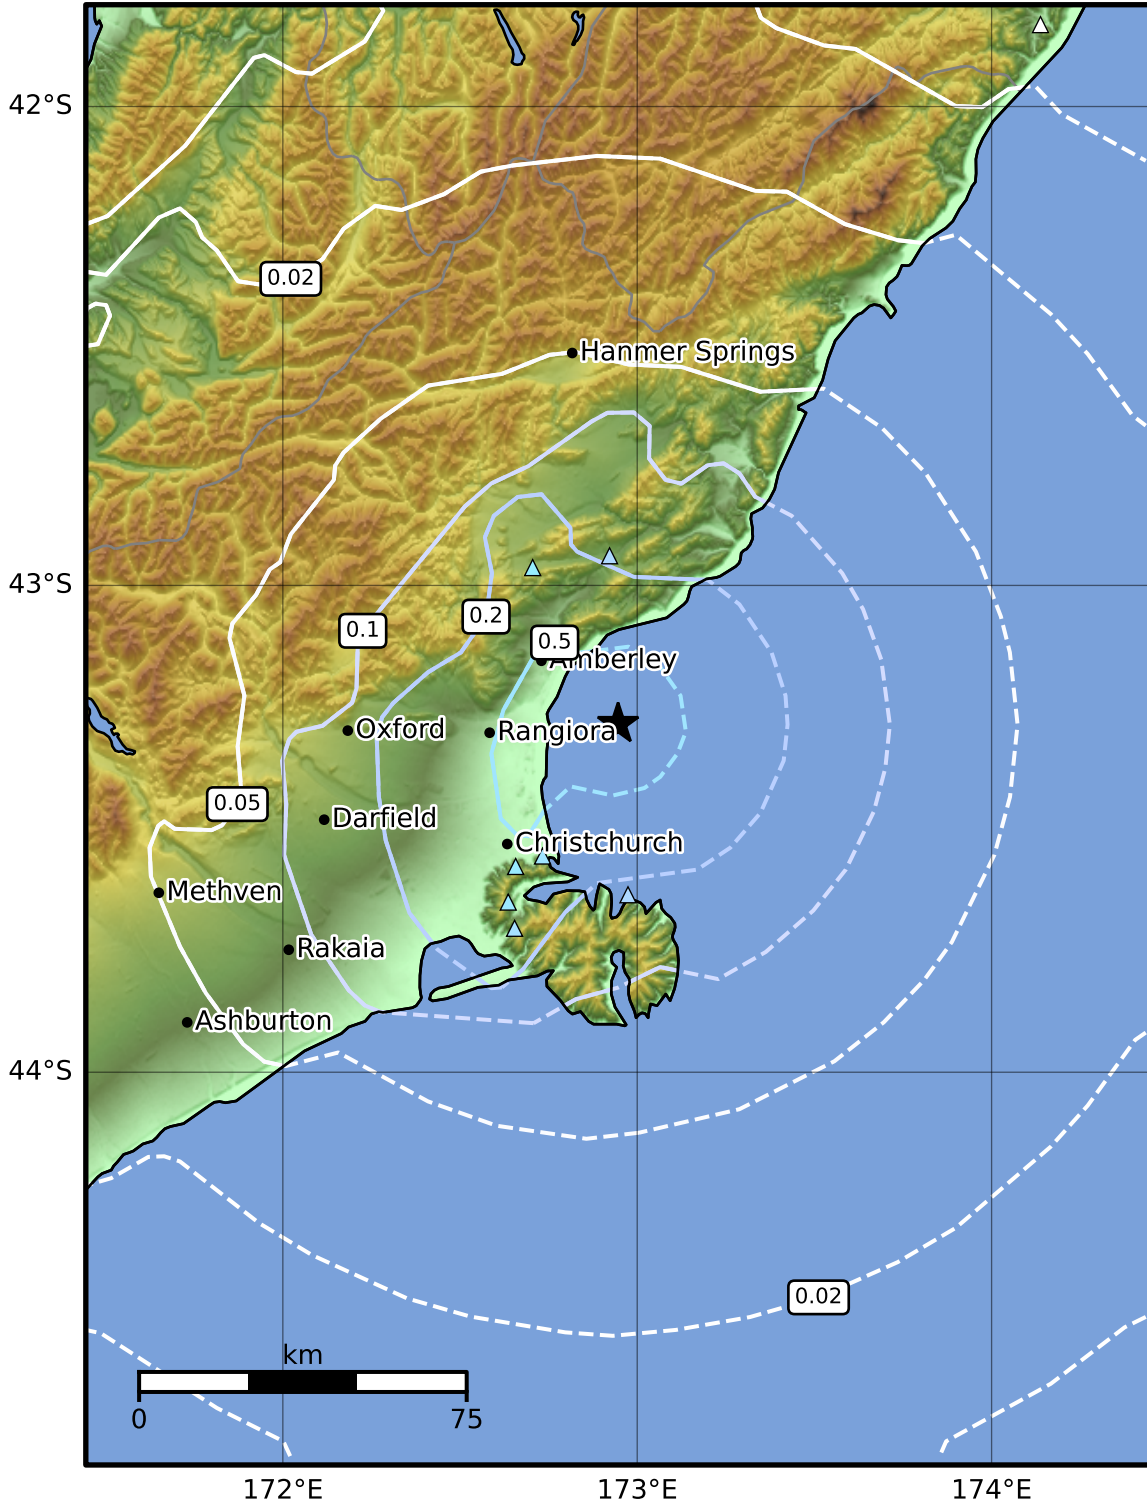 42°S
0.02
Hanmer Springs
43°S
0.2
0.1
0.5
Amberley
Oxford
Rangiora
0.05
Darfield
Christchurch
Methven
Rakaia
Ashburton
44°S
0.02
km
0 75
172°E 173°E 174°E